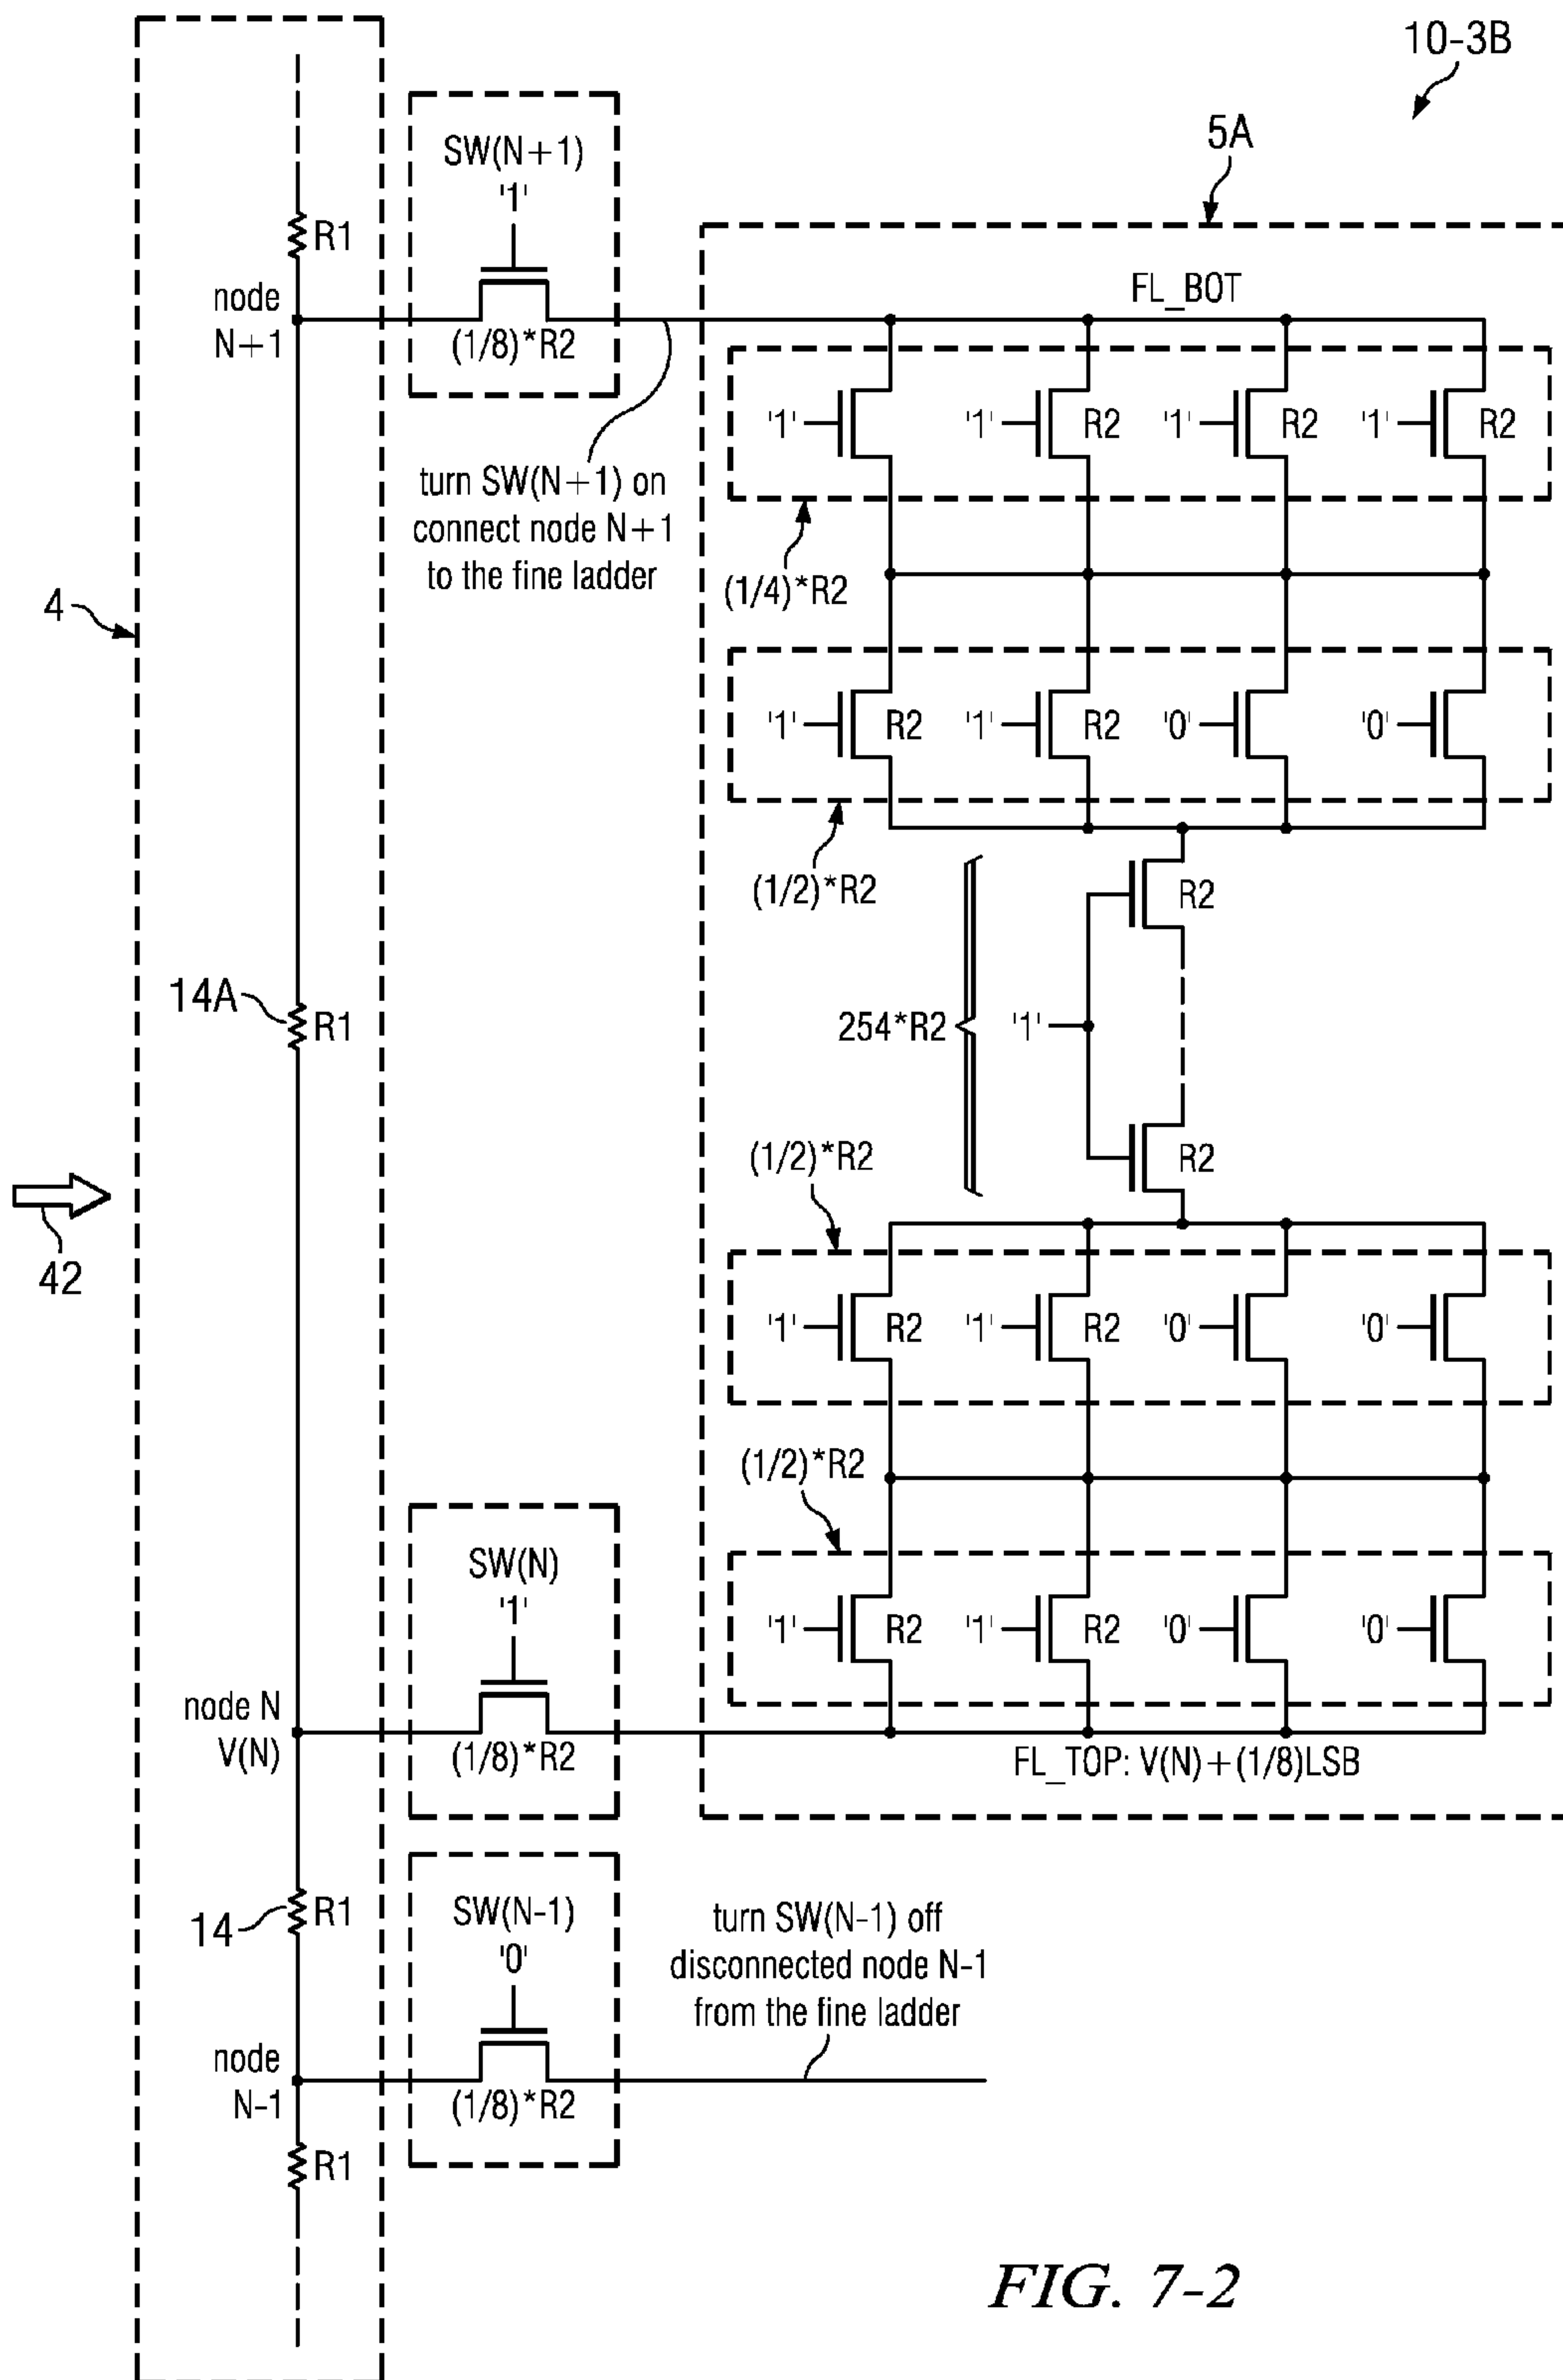 10-3B
5A
SW(N+1)
'1'
R1
node
N+1
(1/8)*R2
FL_BOT
'1'
'1' R2
'1' R2
'1' R2
turn SW(N+1) on
connect node N+1
to the fine ladder
(1/4)*R2
4
'1' R2
'1' R2
'0'
'0'
(1/2)*R2
R2
14A
R1
254*R2
'1'
R2
(1/2)*R2
42
'1' R2
'1' R2
'0'
'0'
(1/2)*R2
SW(N)
'1'
'1' R2
'1' R2
'0'
'0'
node N
V(N)
(1/8)*R2
FL_TOP: V(N)+(1/8)LSB
14
R1
SW(N-1)
'0'
turn SW(N-1) off
disconnected node N-1
from the fine ladder
node
N-1
(1/8)*R2
R1
FIG. 7-2